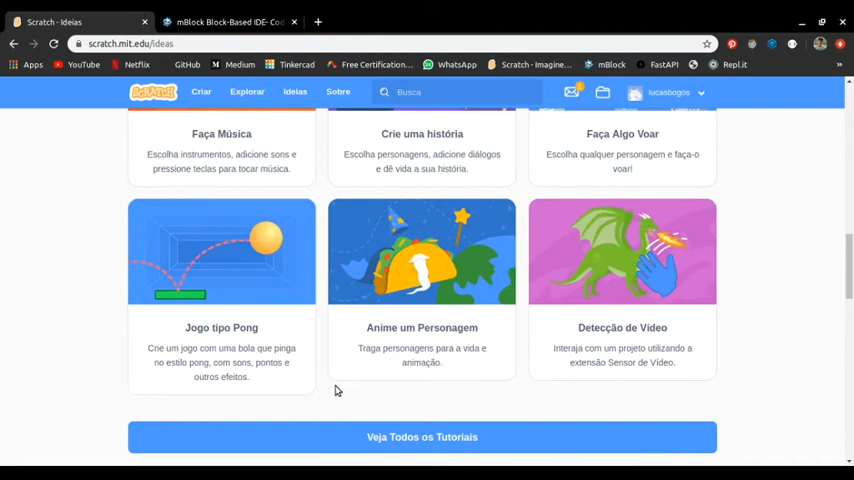 Scratch - Ideias
mBlock Block-Based IDE- Cod
scratch.mit.edu/ideas
Apps YouTube Netflix GitHub Medium Tinkercad Free Certification… WhatsApp Scratch - Imagine… mBlock FastAPI Repl.it »
SCRATCH Criar Explorar Ideias Sobre Busca 1 lucasbogos
Faça Música
Escolha instrumentos, adicione sons e
pressione teclas para tocar música.
Crie uma história
Escolha personagens, adicione diálogos
e dê vida a sua história.
Faça Algo Voar
Escolha qualquer personagem e faça-o
voar!
Jogo tipo Pong
Crie um jogo com uma bola que pinga
no estilo pong, com sons, pontos e
outros efeitos.
Anime um Personagem
Traga personagens para a vida e
animação.
Detecção de Vídeo
Interaja com um projeto utilizando a
extensão Sensor de Vídeo.
Veja Todos os Tutoriais